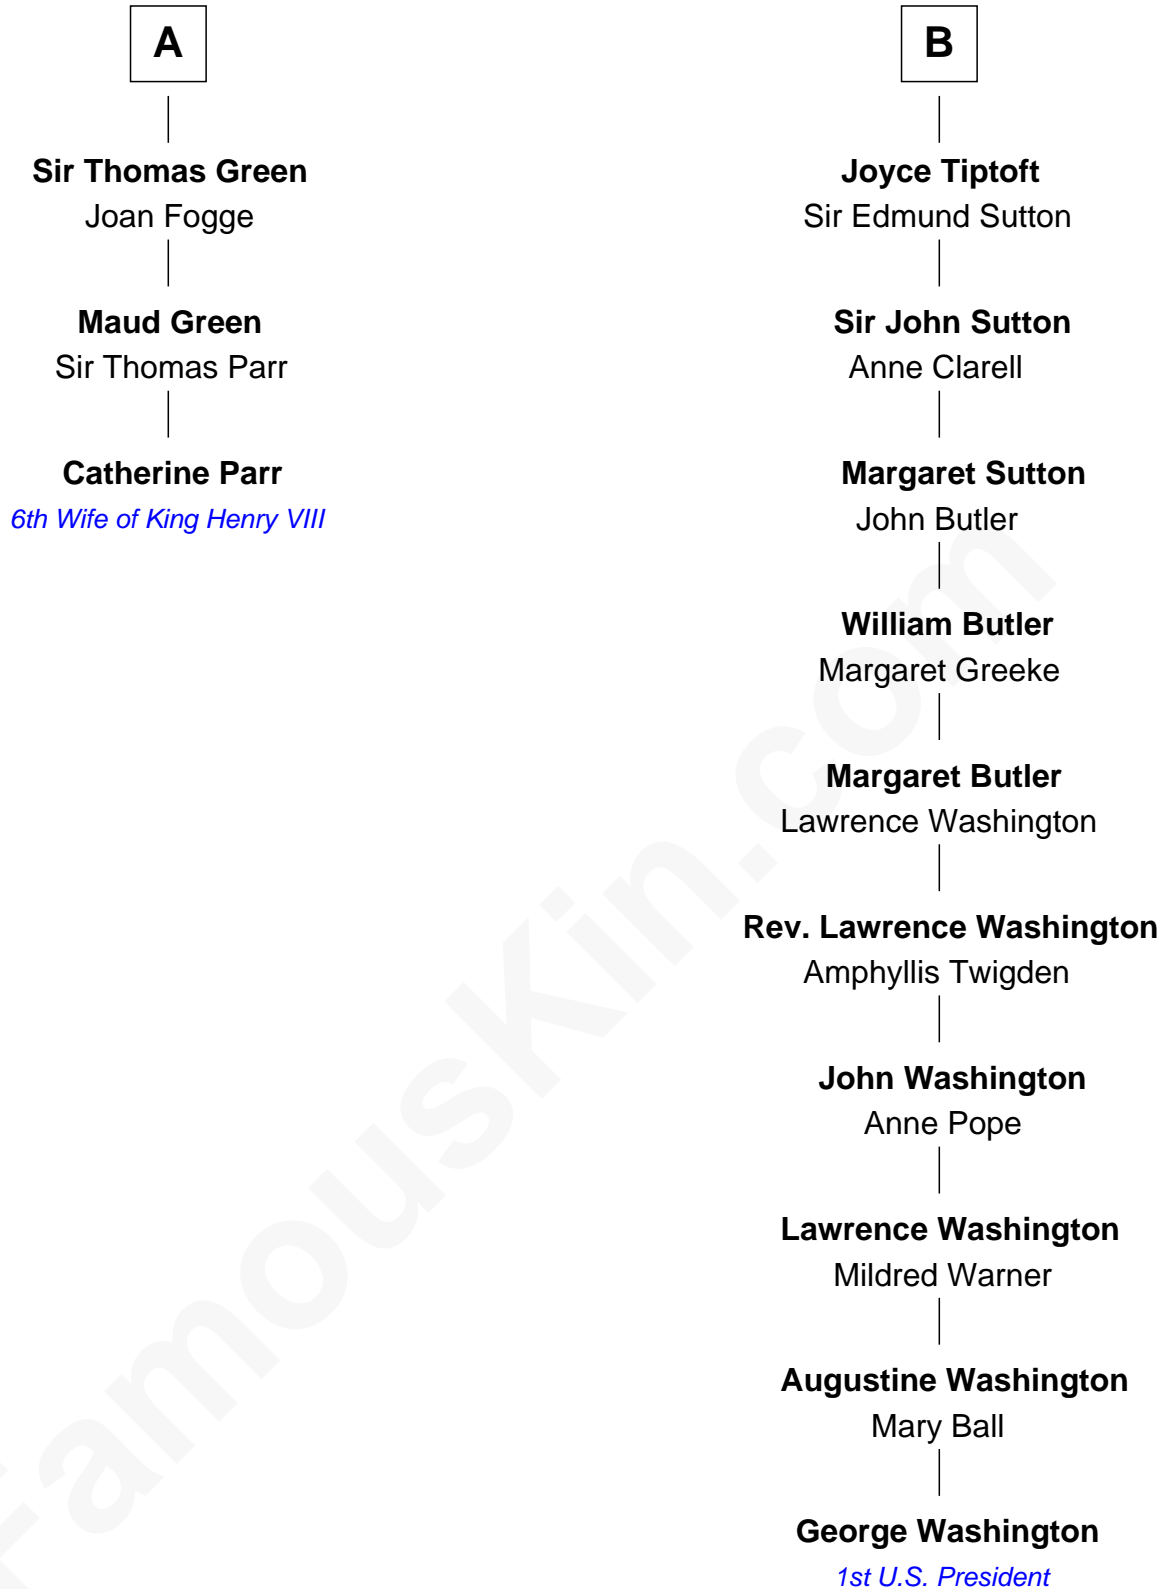 A
Sir Thomas Green
Joan Fogge
Maud Green
Sir Thomas Parr
Catherine Parr
6th Wife of King Henry VIII
B
Joyce Tiptoft
Sir Edmund Sutton
Sir John Sutton
Anne Clarell
Margaret Sutton
John Butler
William Butler
Margaret Greeke
Margaret Butler
Lawrence Washington
Rev. Lawrence Washington
Amphyllis Twigden
John Washington
Anne Pope
Lawrence Washington
Mildred Warner
Augustine Washington
Mary Ball
George Washington
1st U.S. President
FamousKin.com